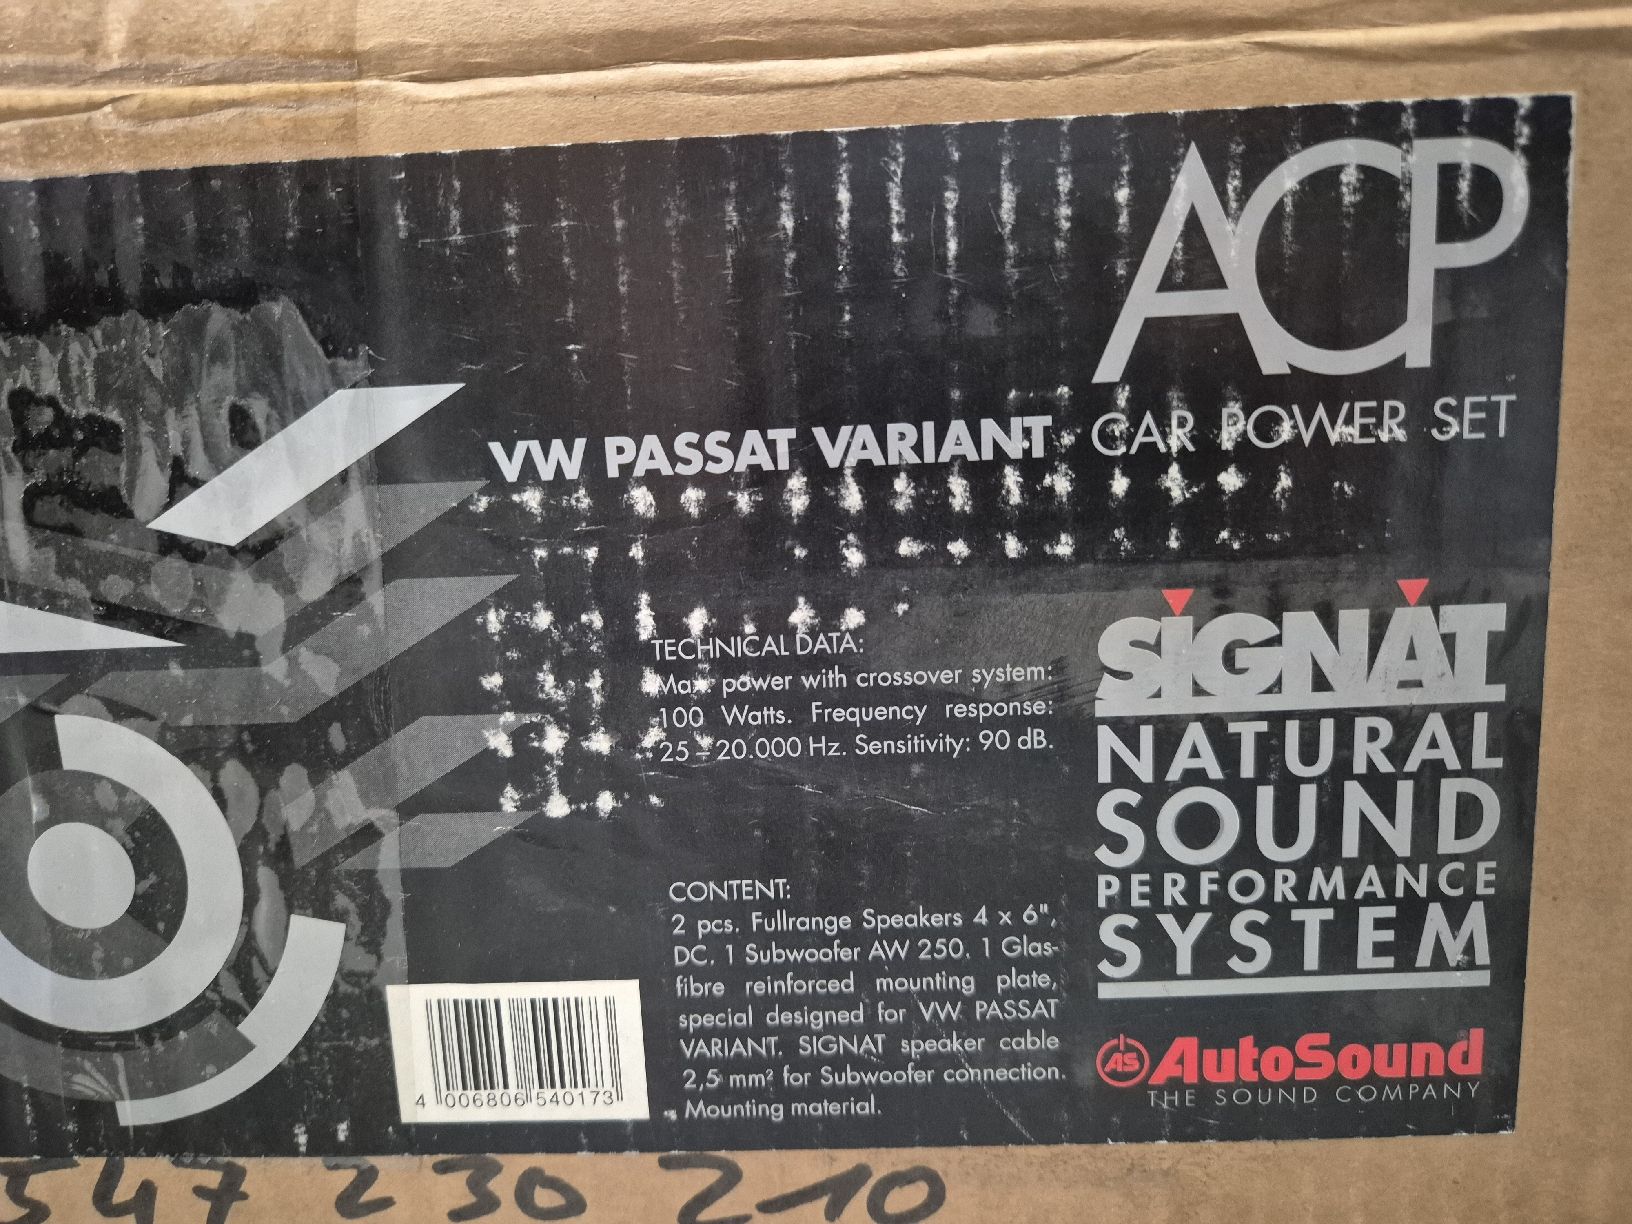 ACP
VW PASSAT VARIANT CAR POWER SET
TECHNICAL DATA:
Max. power with crossover system:
100 Watts. Frequency response:
25 – 20.000 Hz. Sensitivity: 90 dB.
CONTENT:
2 pcs. Fullrange Speakers 4 x 6",
DC. 1 Subwoofer AW 250. 1 Glas-
fibre reinforced mounting plate,
special designed for VW PASSAT
VARIANT. SIGNAT speaker cable
2,5 mm² for Subwoofer connection.
Mounting material.
SIGNAT
NATURAL
SOUND
PERFORMANCE
SYSTEM
AS AutoSound
THE SOUND COMPANY
4 006806 540173
547 230 210